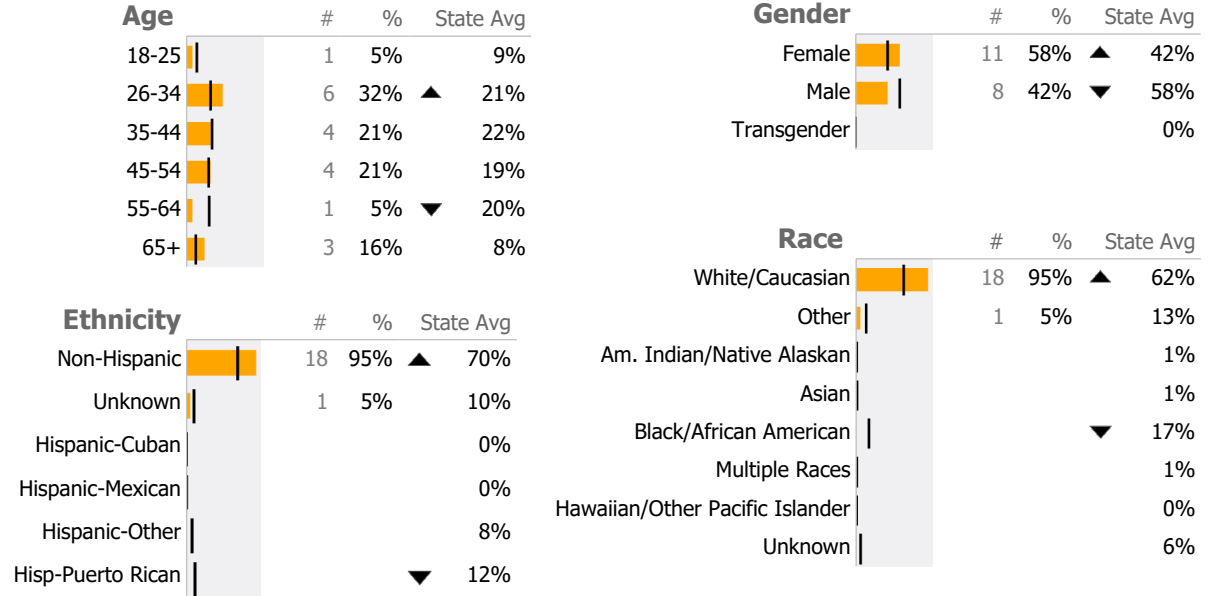 Age # % State Avg
18-25 1 5% 9%
26-34 6 32% ▲ 21%
35-44 4 21% 22%
45-54 4 21% 19%
55-64 1 5% ▼ 20%
65+ 3 16% 8%
Ethnicity # % State Avg
Non-Hispanic 18 95% ▲ 70%
Unknown 1 5% 10%
Hispanic-Cuban 0%
Hispanic-Mexican 0%
Hispanic-Other 8%
Hisp-Puerto Rican ▼ 12%
Gender # % State Avg
Female 11 58% ▲ 42%
Male 8 42% ▼ 58%
Transgender 0%
Race # % State Avg
White/Caucasian 18 95% ▲ 62%
Other 1 5% 13%
Am. Indian/Native Alaskan 1%
Asian 1%
Black/African American ▼ 17%
Multiple Races 1%
Hawaiian/Other Pacific Islander 0%
Unknown 6%